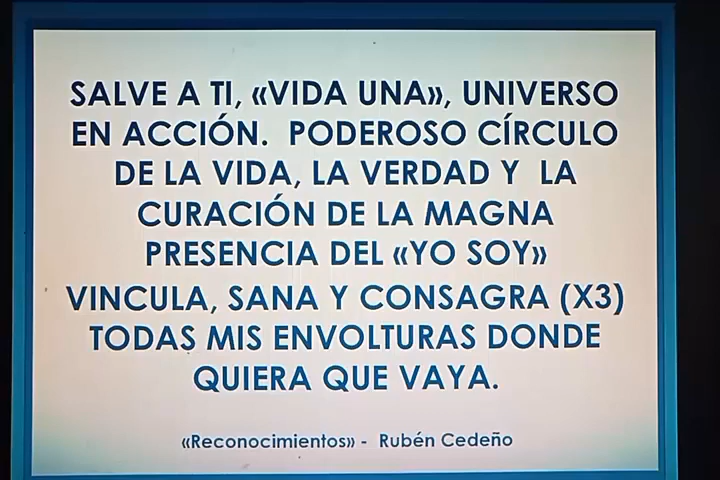 SALVE A TI, «VIDA UNA», UNIVERSO
EN ACCIÓN. PODEROSO CÍRCULO
DE LA VIDA, LA VERDAD Y LA
CURACIÓN DE LA MAGNA
PRESENCIA DEL «YO SOY»
VINCULA, SANA Y CONSAGRA (X3)
TODAS MIS ENVOLTURAS DONDE
QUIERA QUE VAYA.
«Reconocimientos» - Rubén Cedeño